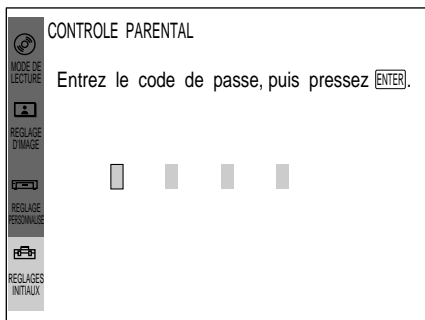 CONTROLE PARENTAL
Entrez le code de passe, puis pressez ENTER.
MODE DE
LECTURE
REGLAGE
D'IMAGE
REGLAGE
PERSONNALISE
REGLAGES
INITIAUX